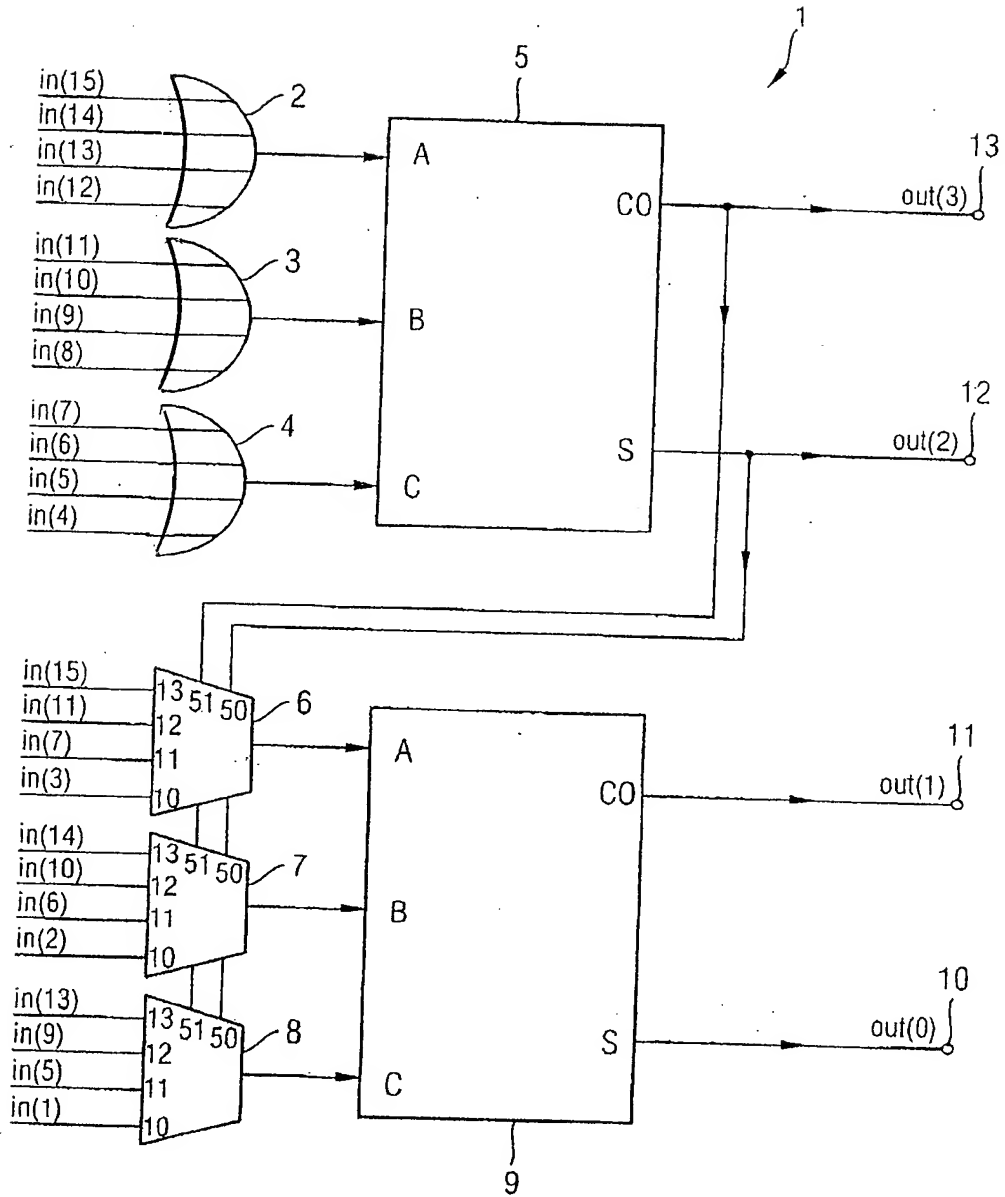 1
in(15)
in(14)
in(13)
in(12)
2
5
A
CO
out(3)
13
in(11)
in(10)
in(9)
in(8)
3
B
in(7)
in(6)
in(5)
in(4)
4
C
S
out(2)
12
in(15)
in(11)
in(7)
in(3)
13
12
11
10
51
50
6
A
CO
out(1)
11
in(14)
in(10)
in(6)
in(2)
13
12
11
10
51
50
7
B
in(13)
in(9)
in(5)
in(1)
13
12
11
10
51
50
8
C
S
out(0)
10
9